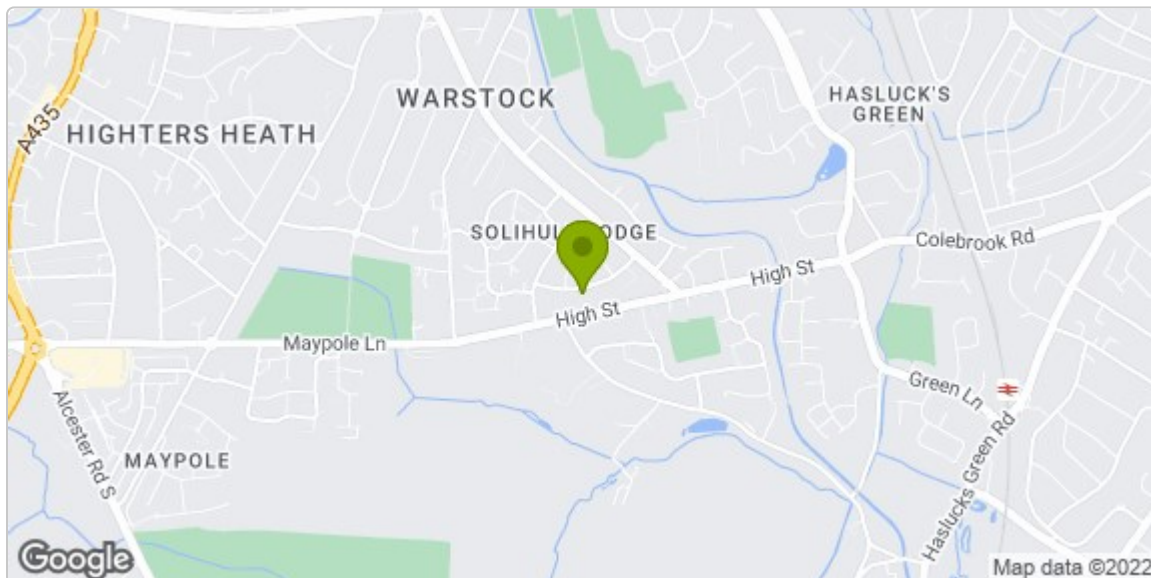 WARSTOCK
HASLUCK'S
GREEN
A435
HIGHTERS HEATH
SOLIHULL LODGE
Colebrook Rd
High St
High St
Maypole Ln
Green Ln
Alcester Rd S
MAYPOLE
Haslucks Green Rd
Google
Map data ©2022